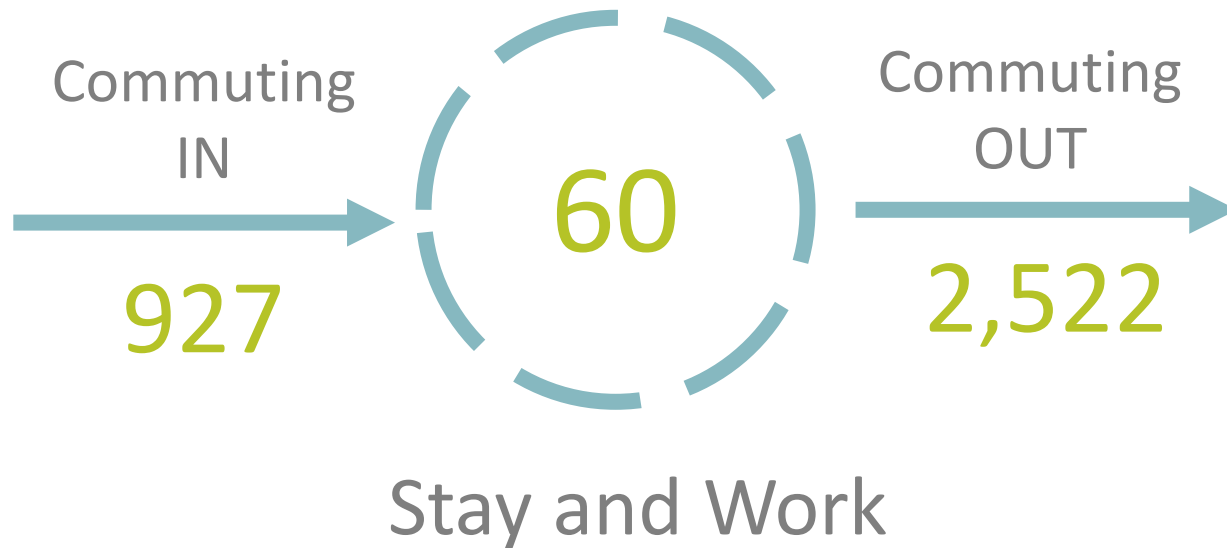 Commuting
IN
927
60
Commuting
OUT
2,522
Stay and Work